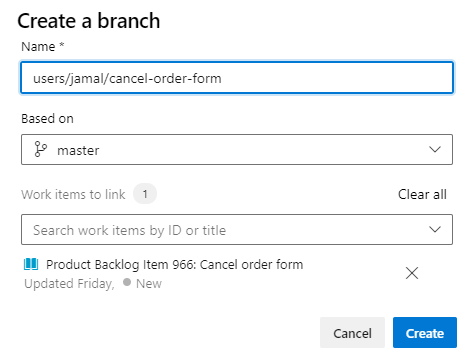 Create a branch
Name *
users/jamal/cancel-order-form
Based on
master
Work items to link 1 Clear all
Search work items by ID or title
Product Backlog Item 966: Cancel order form
Updated Friday, New
Cancel Create